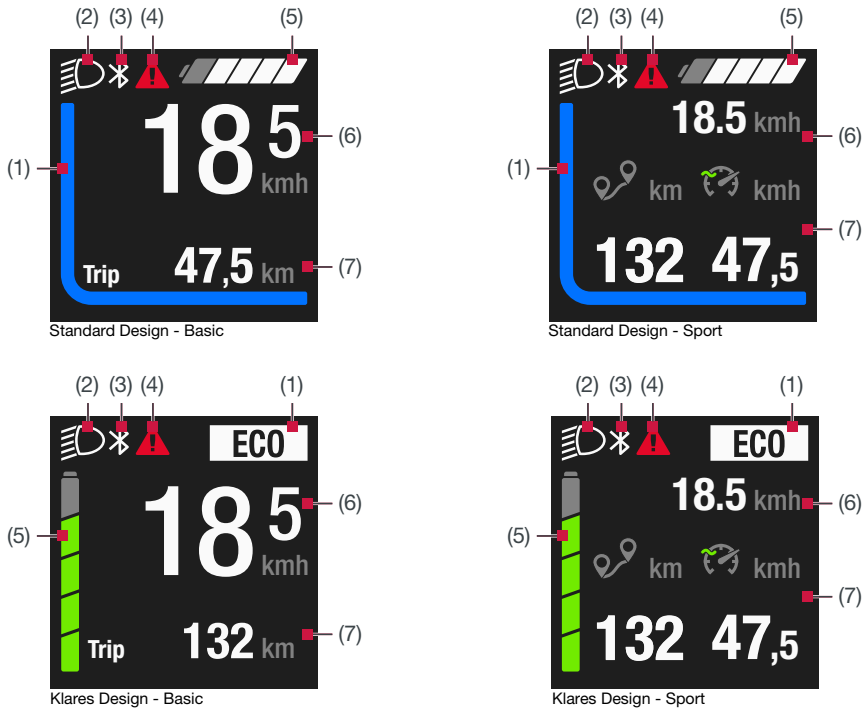 (2) (3) (4) (5)
18 5
(6)
(1)
kmh
Trip 47,5 km
(7)
Standard Design - Basic
(2) (3) (4) (5)
18.5 kmh
(6)
(1)
km kmh
(7)
132 47,5
Standard Design - Sport
(2) (3) (4) (1)
ECO
18 5
(6)
(5)
kmh
Trip 132 km
(7)
Klares Design - Basic
(2) (3) (4) (1)
ECO
18.5 kmh
(6)
(5)
km kmh
(7)
132 47,5
Klares Design - Sport